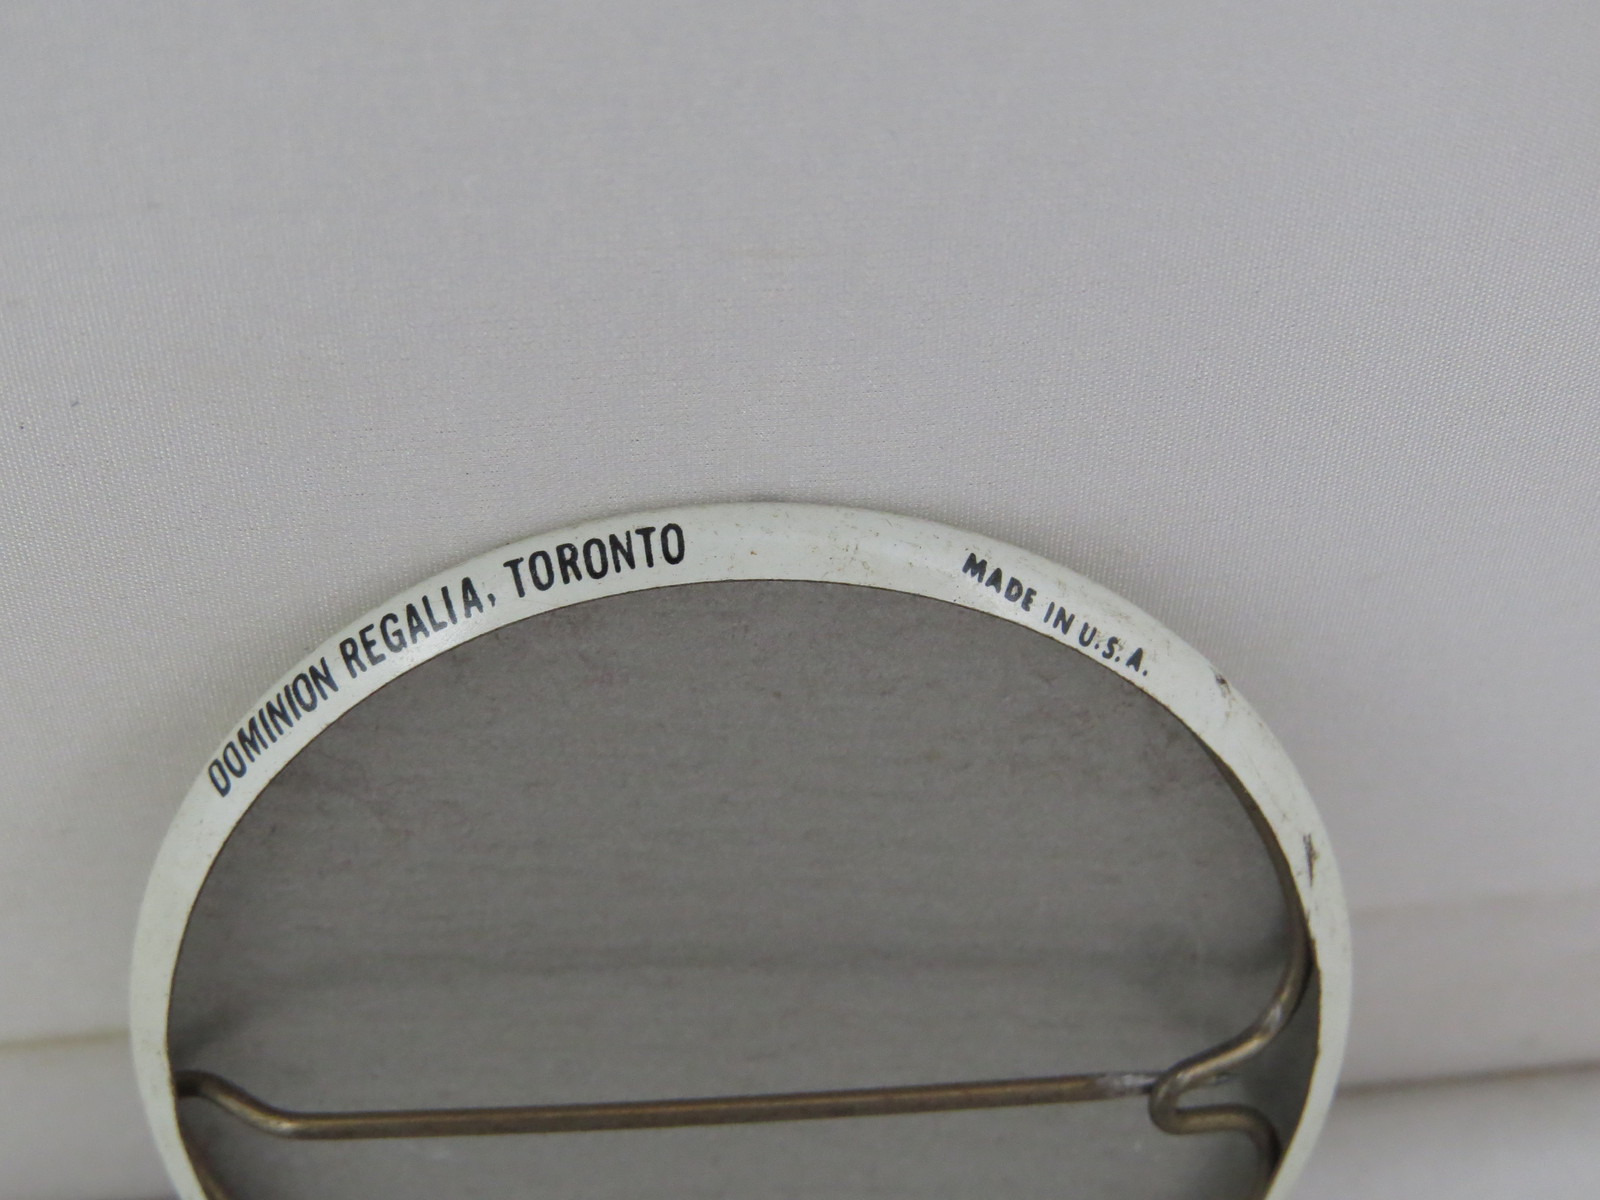 DOMINION REGALIA, TORONTO
MADE IN U.S.A.